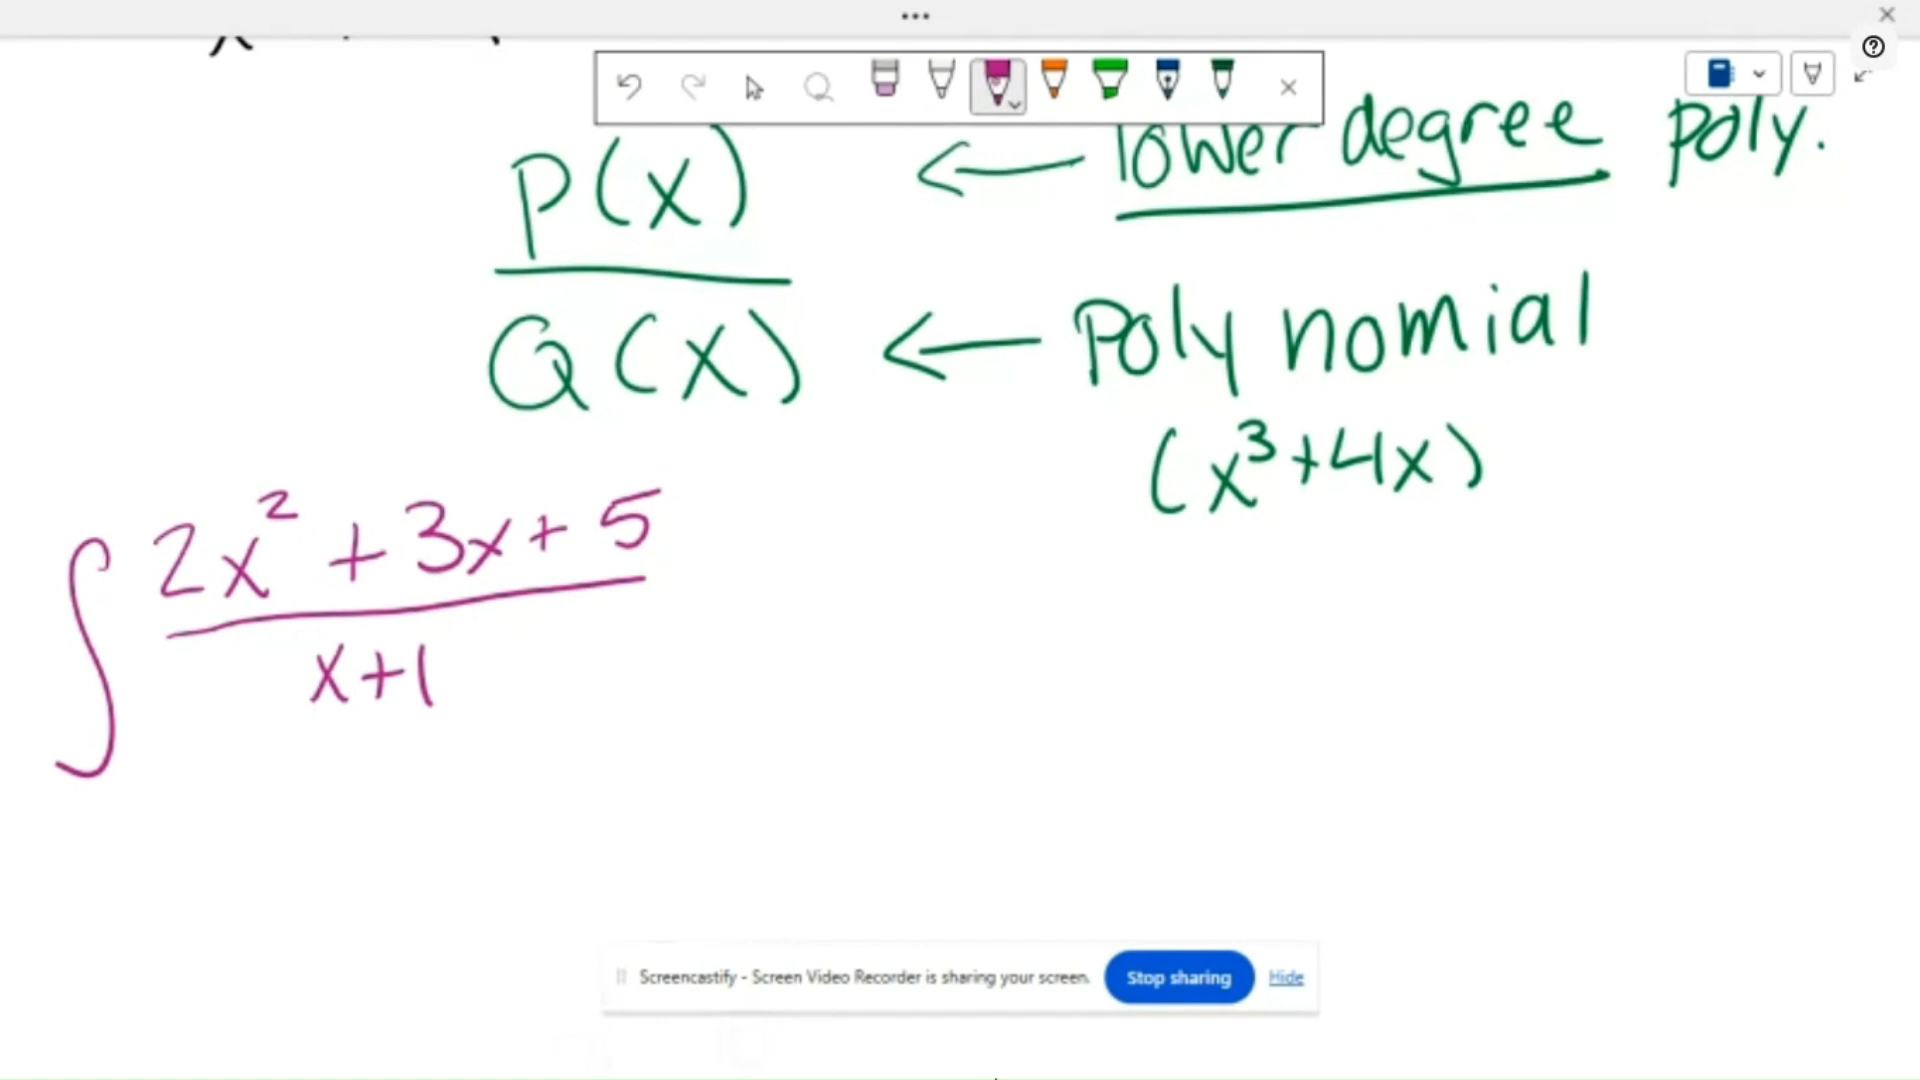 P(x) ← lower degree poly.
Q(x) ← Polynomial
(x³+4x)
∫ 2x² + 3x + 5
x+1
Screencastify - Screen Video Recorder is sharing your screen. Stop sharing Hide